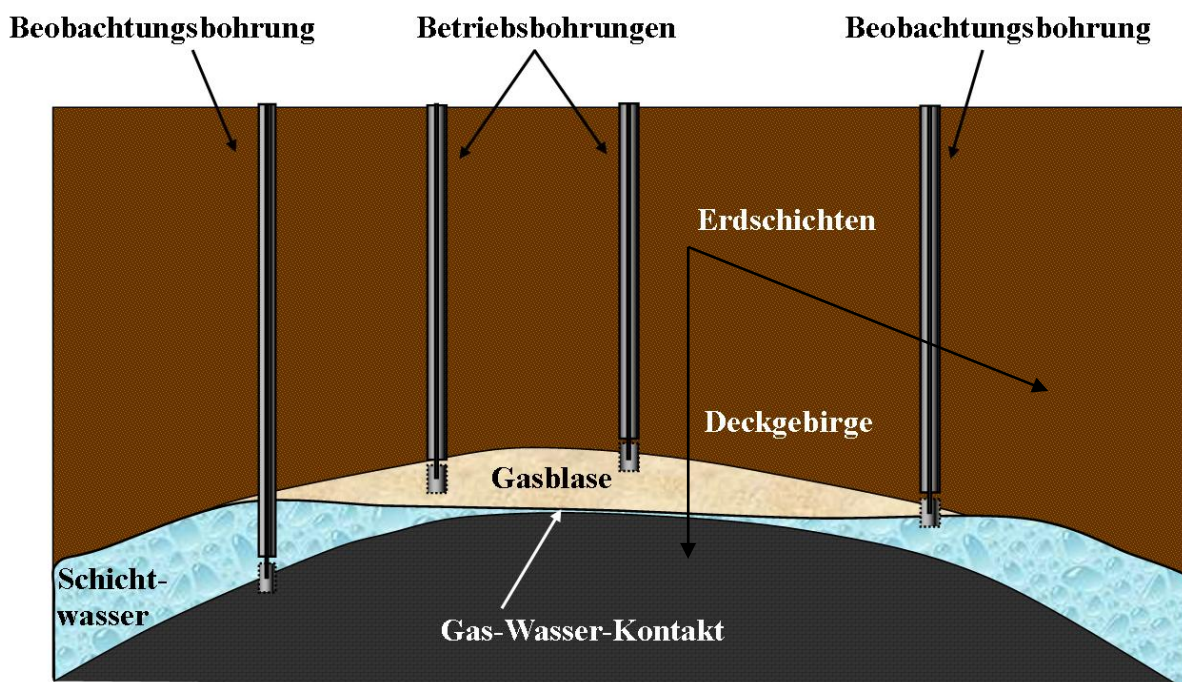 Beobachtungsbohrung
Betriebsbohrungen
Beobachtungsbohrung
Erdschichten
Deckgebirge
Gasblase
Schicht-
wasser
Gas-Wasser-Kontakt